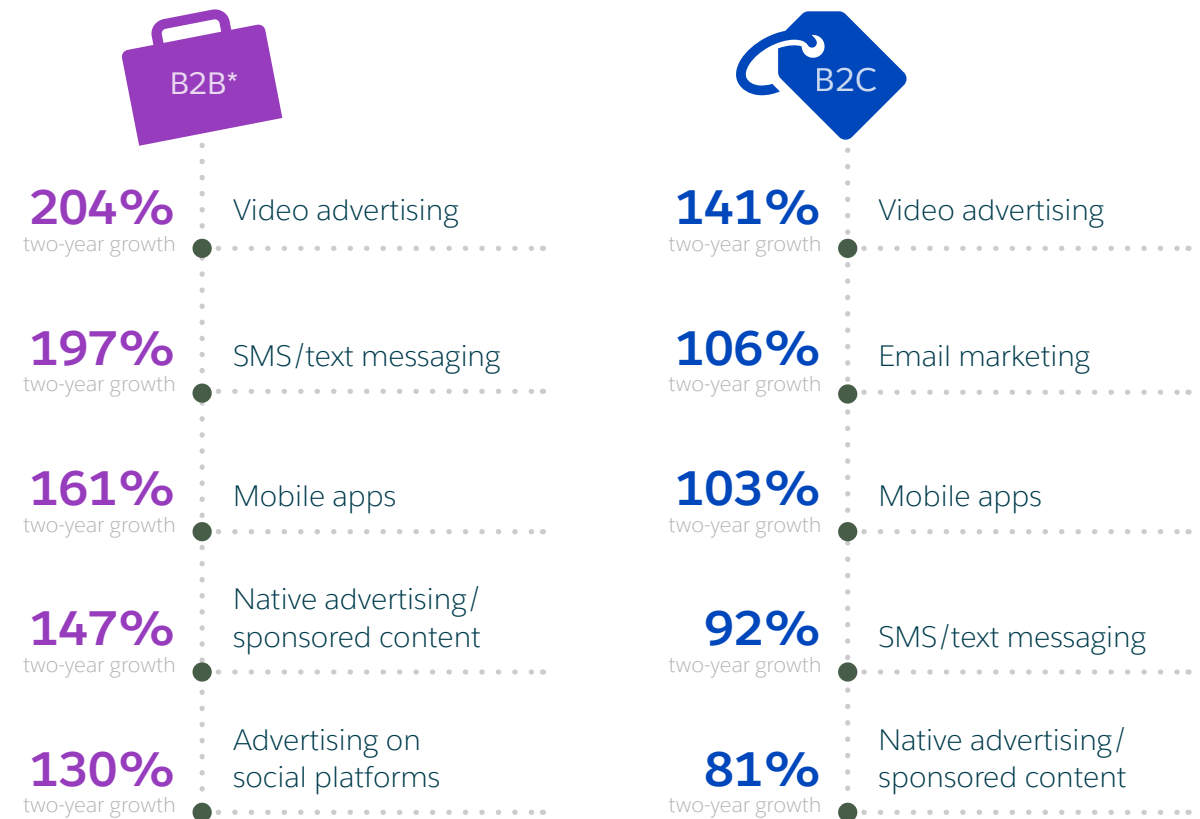 B2B*
204%
two-year growth
Video advertising
197%
two-year growth
SMS/text messaging
161%
two-year growth
Mobile apps
147%
two-year growth
Native advertising/
sponsored content
130%
two-year growth
Advertising on
social platforms
B2C
141%
two-year growth
Video advertising
106%
two-year growth
Email marketing
103%
two-year growth
Mobile apps
92%
two-year growth
SMS/text messaging
81%
two-year growth
Native advertising/
sponsored content